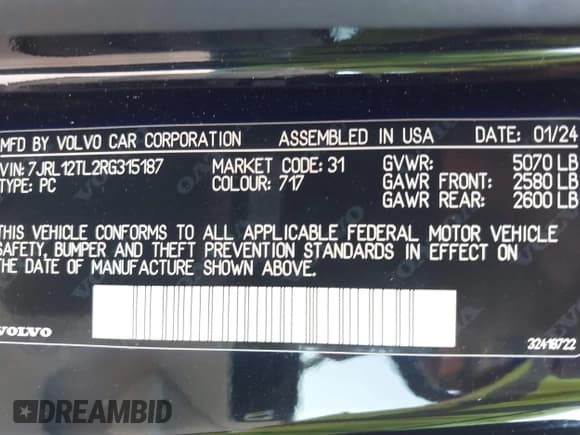 MFD BY VOLVO CAR CORPORATION ASSEMBLED IN USA DATE: 01/24
VIN: 7JRL12TL2RG315187 MARKET CODE: 31 GVWR: 5070 LB
TYPE: PC COLOUR: 717 GAWR FRONT: 2580 LB
GAWR REAR: 2600 LB
THIS VEHICLE CONFORMS TO ALL APPLICABLE FEDERAL MOTOR VEHICLE
SAFETY, BUMPER AND THEFT PREVENTION STANDARDS IN EFFECT ON
THE DATE OF MANUFACTURE SHOWN ABOVE.
VOLVO 32418722
DREAMBID